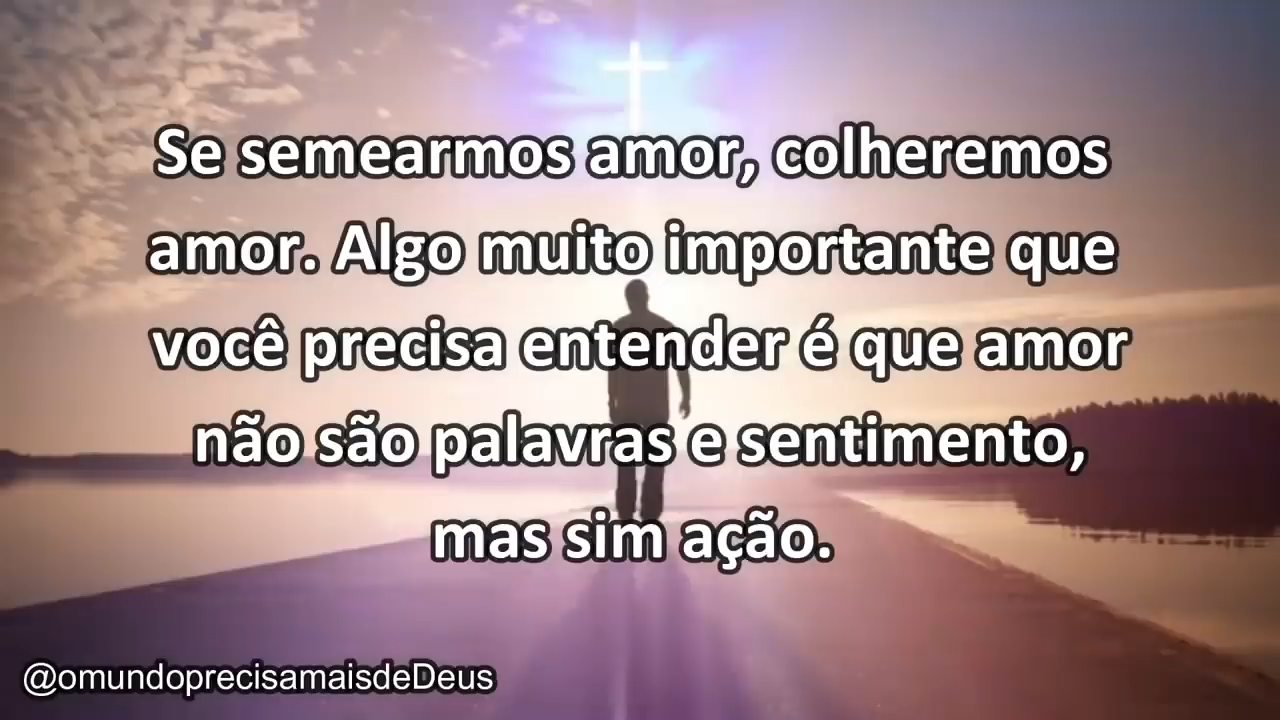 Se semearmos amor, colheremos
amor. Algo muito importante que
você precisa entender é que amor
não são palavras e sentimento,
mas sim ação.
@omundoprecisamaisdeDeus